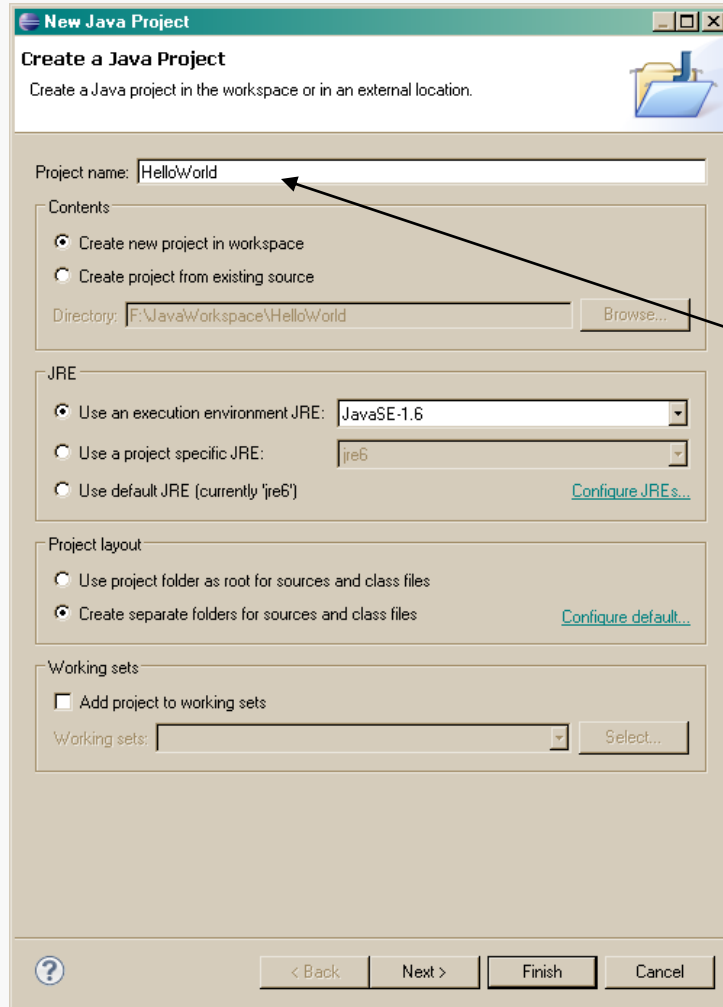 New Java Project
Create a Java Project
Create a Java project in the workspace or in an external location.
Project name: HelloWorld
Contents
Create new project in workspace
Create project from existing source
Directory: F:\JavaWorkspace\HelloWorld Browse...
JRE
Use an execution environment JRE: JavaSE-1.6
Use a project specific JRE: jre6
Use default JRE (currently 'jre6') Configure JREs...
Project layout
Use project folder as root for sources and class files
Create separate folders for sources and class files Configure default...
Working sets
Add project to working sets
Working sets: Select...
? < Back Next > Finish Cancel